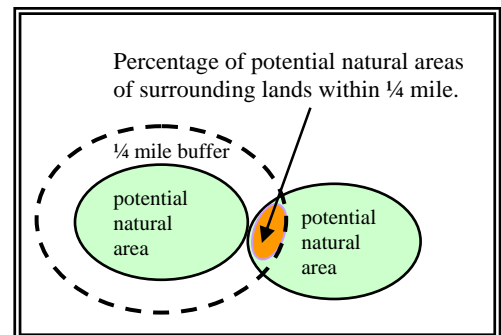 Percentage of potential natural areas
of surrounding lands within ¼ mile.
¼ mile buffer
potential
natural
area
potential
natural
area